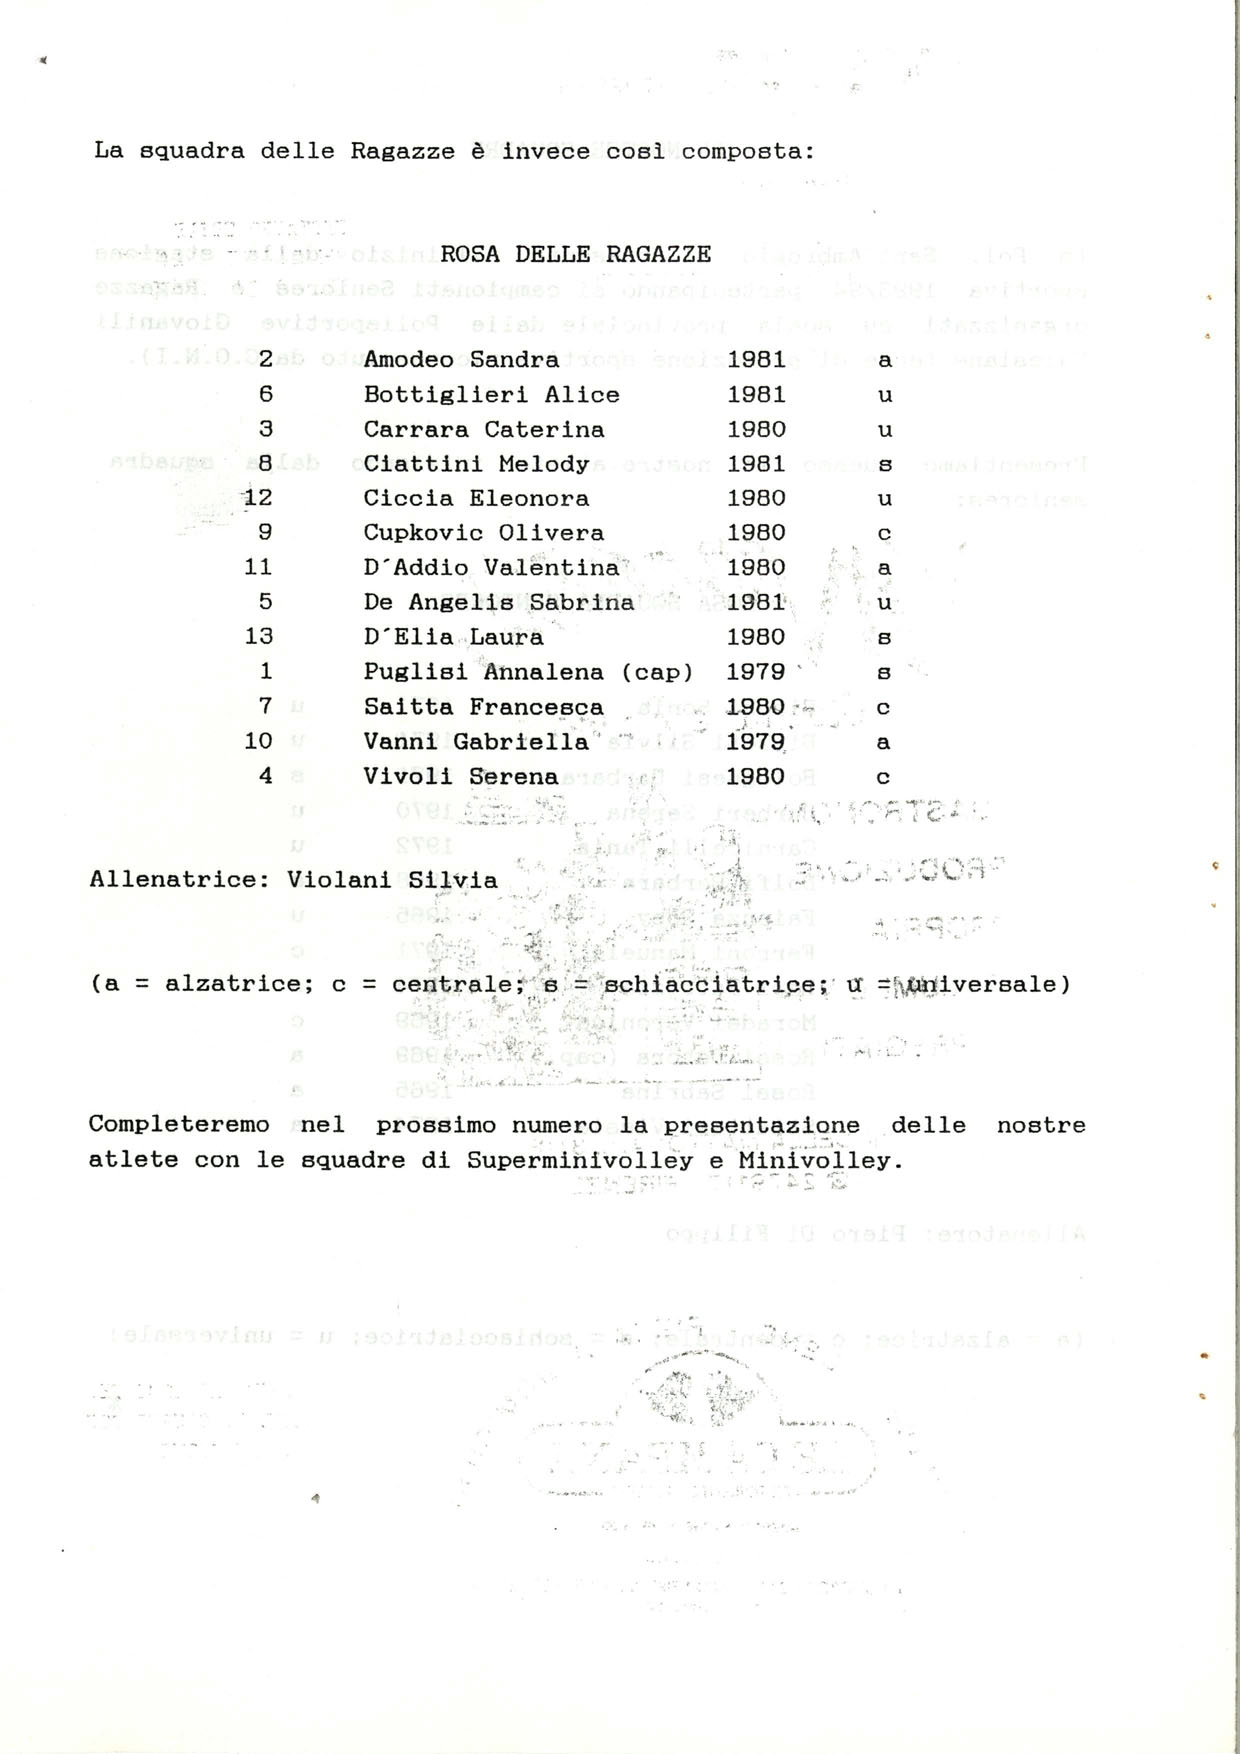 La squadra delle Ragazze è invece così composta:
ROSA DELLE RAGAZZE
2 Amodeo Sandra 1981 a
6 Bottiglieri Alice 1981 u
3 Carrara Caterina 1980 u
8 Ciattini Melody 1981 s
12 Ciccia Eleonora 1980 u
9 Cupkovic Olivera 1980 c
11 D´Addio Valentina 1980 a
5 De Angelis Sabrina 1981 u
13 D´Elia Laura 1980 s
1 Puglisi Annalena (cap) 1979 s
7 Saitta Francesca 1980 c
10 Vanni Gabriella 1979 a
4 Vivoli Serena 1980 c
Allenatrice: Violani Silvia
(a = alzatrice; c = centrale; s = schiacciatrice; u = universale)
Completeremo nel prossimo numero la presentazione delle nostre
atlete con le squadre di Superminivolley e Minivolley.